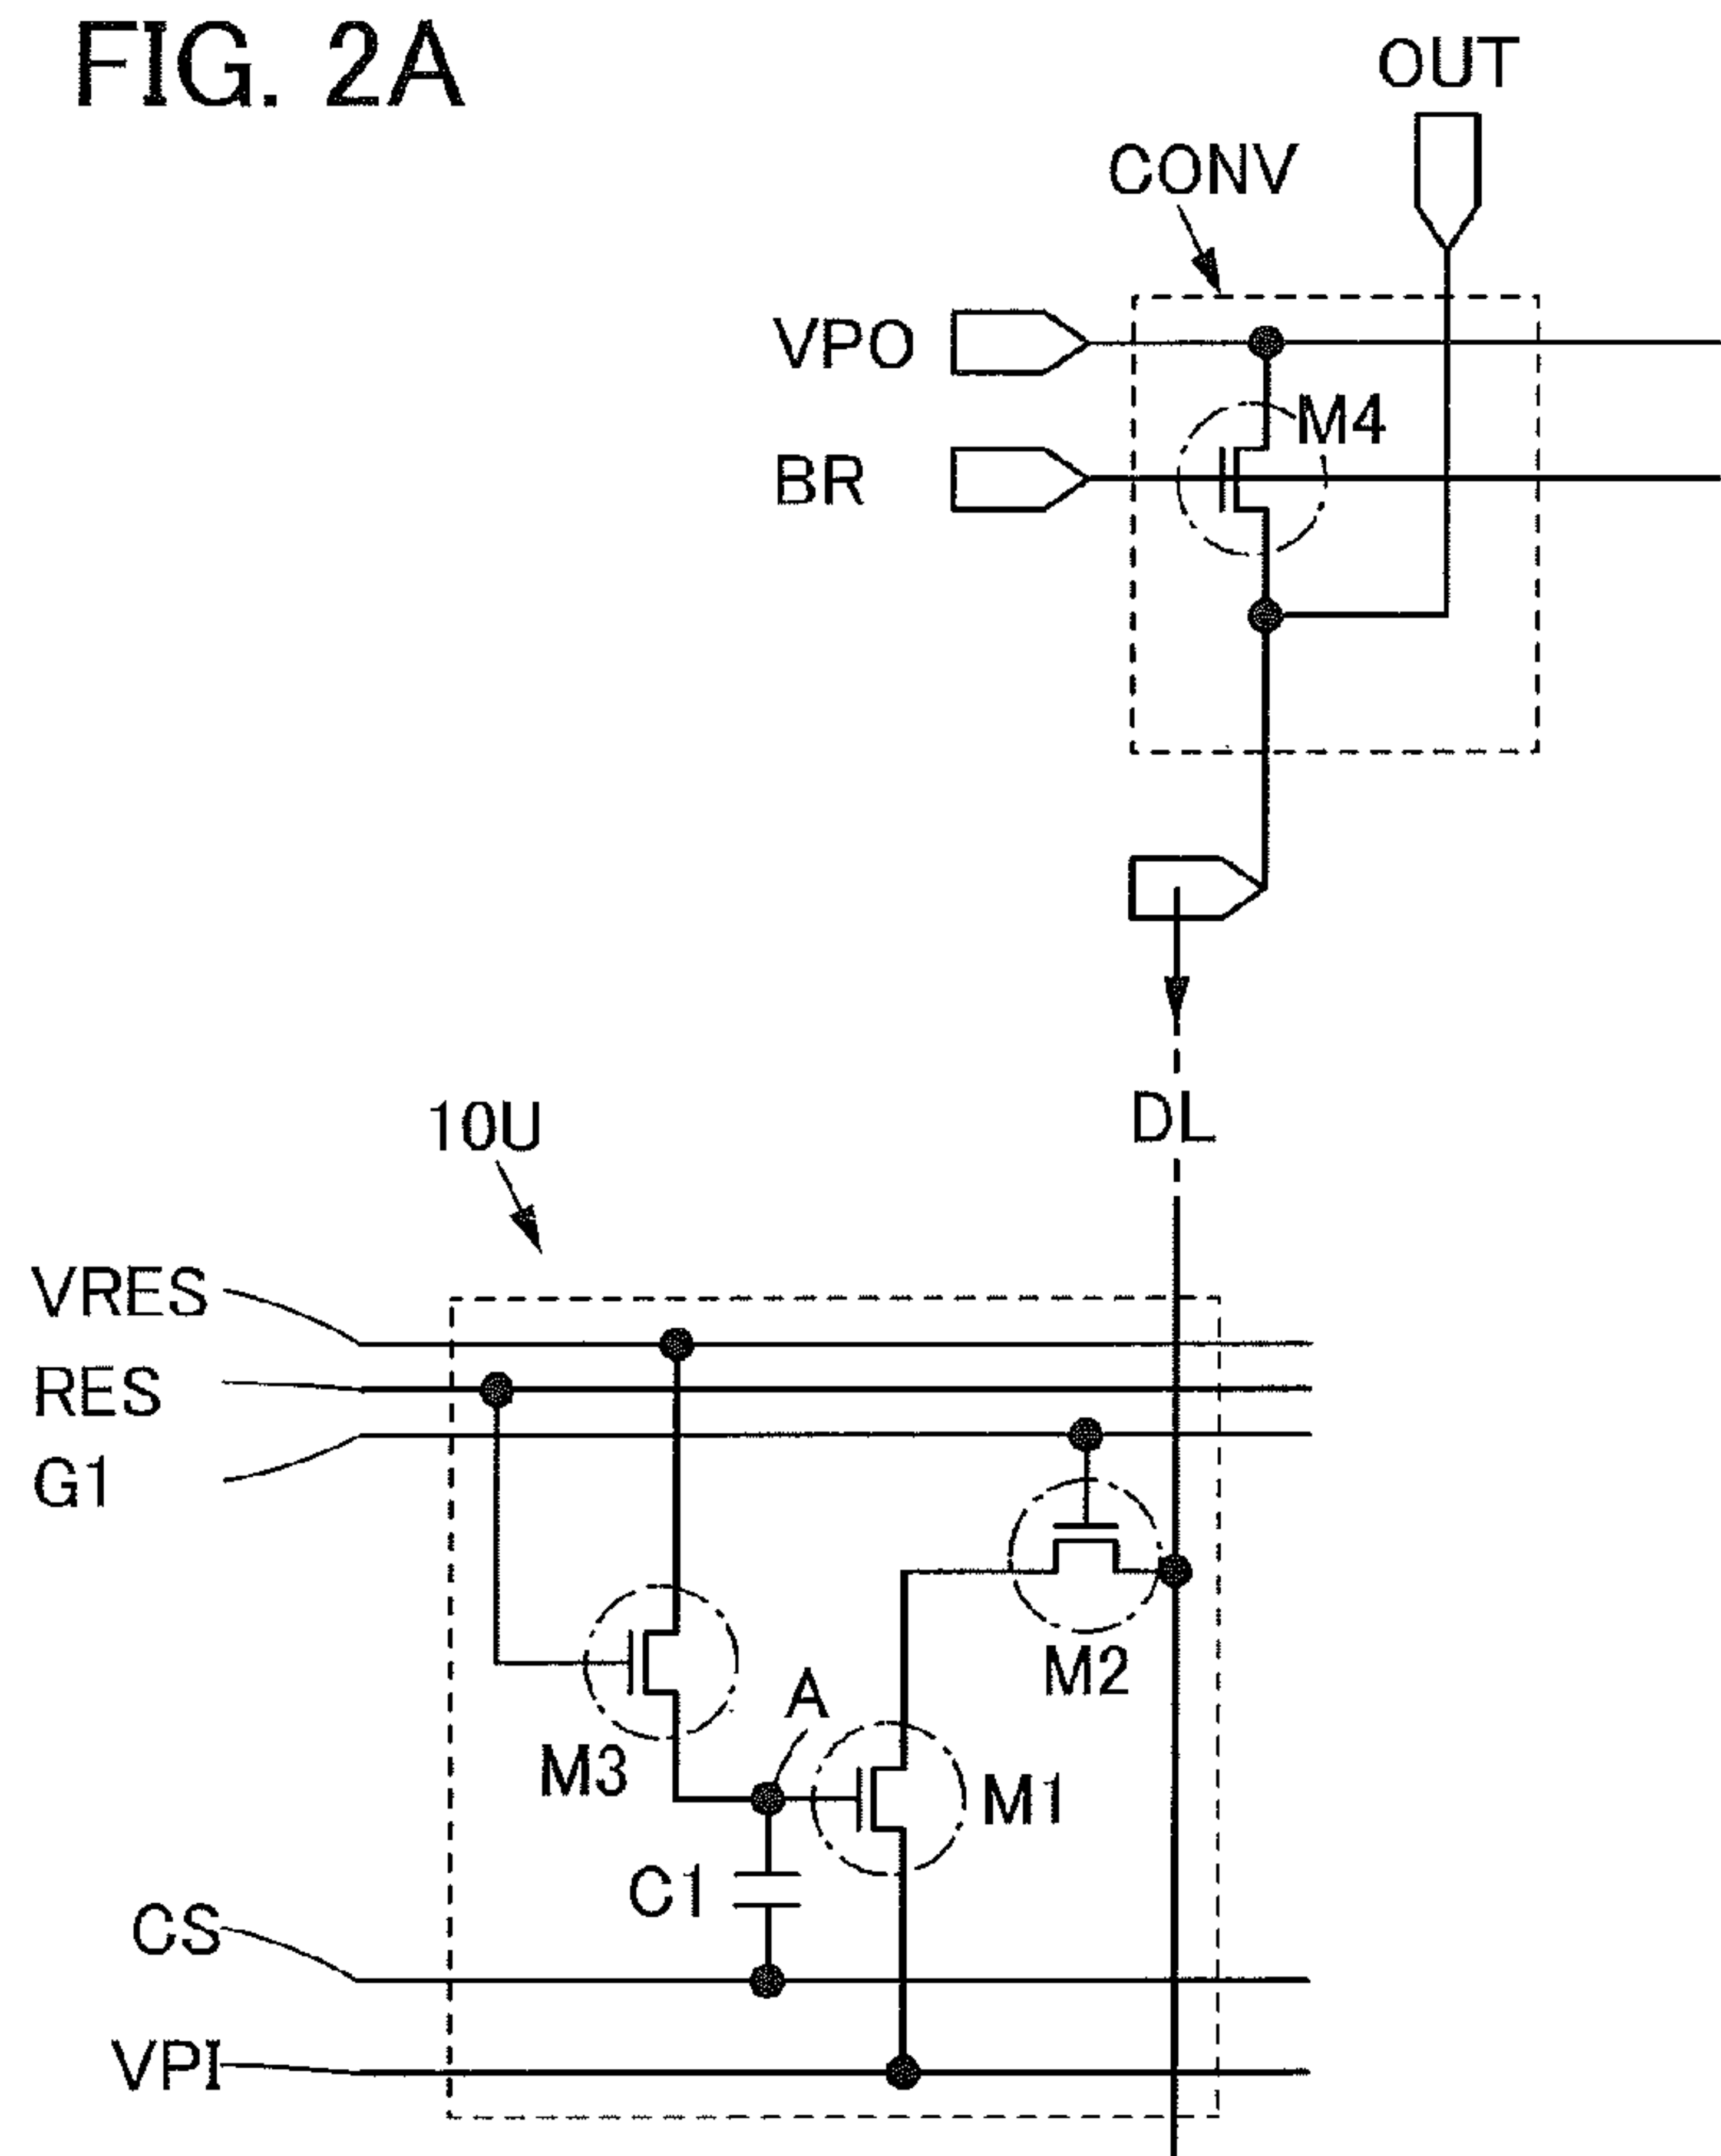 FIG. 2A
OUT
CONV
VPO
M4
BR
DL
10U
VRES
RES
G1
M2
A
M3
M1
C1
CS
VPI